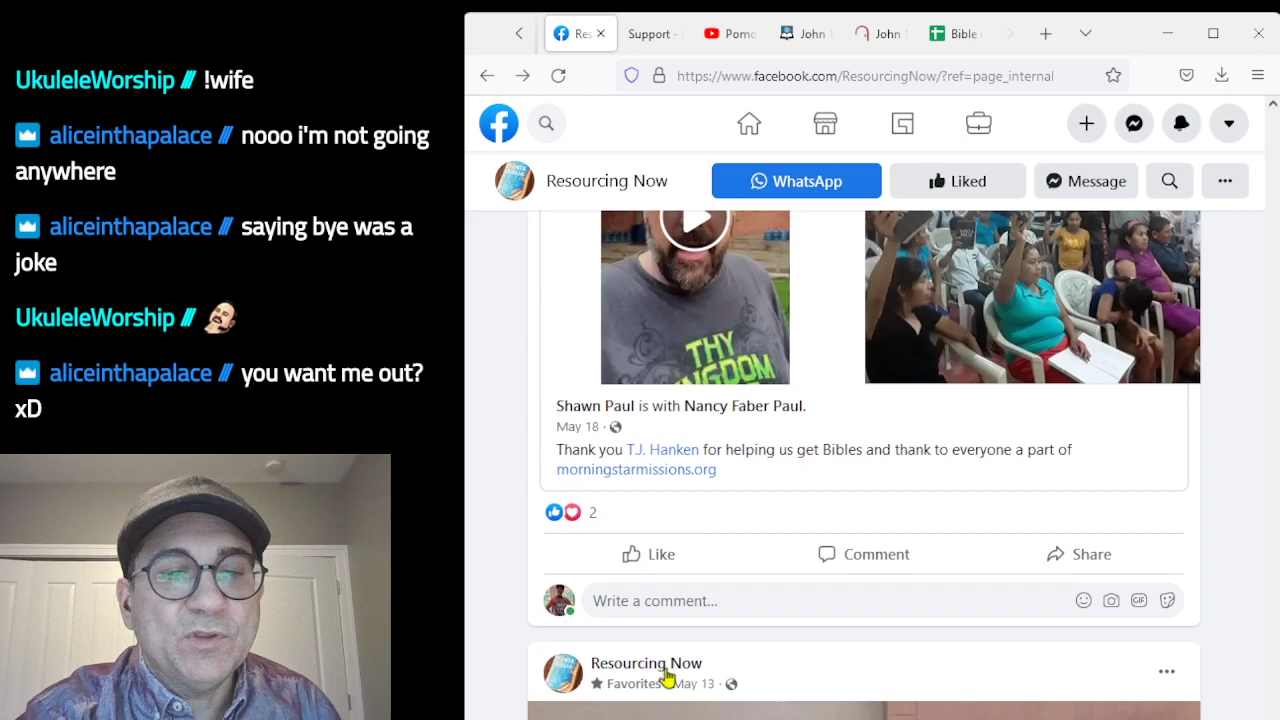 UkuleleWorship /// !wife
aliceinthapalace /// nooo i'm not going
anywhere
aliceinthapalace /// saying bye was a
joke
UkuleleWorship ///
aliceinthapalace /// you want me out?
xD
Res
Support -
Pomo
John
John 1
Bible
https://www.facebook.com/ResourcingNow/?ref=page_internal
Resourcing Now
WhatsApp
Liked
Message
THY
KINGDOM
Shawn Paul is with Nancy Faber Paul.
May 18 ·
Thank you T.J. Hanken for helping us get Bibles and thank to everyone a part of
morningstarmissions.org
2
Like
Comment
Share
Write a comment...
GIF
Resourcing Now
Favorites · May 13 ·